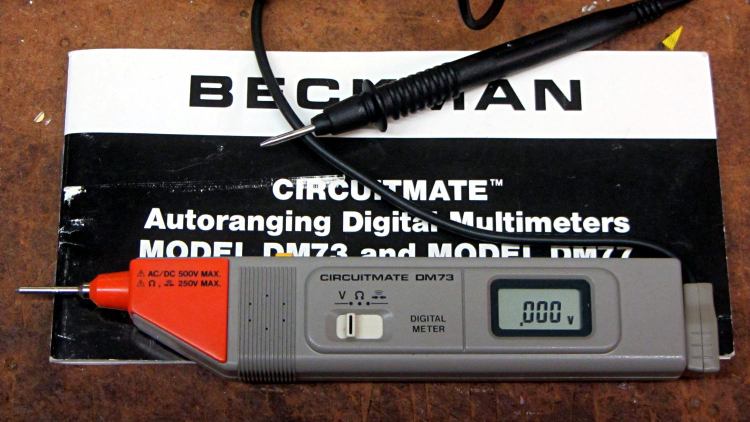 BECKMAN
CIRCUITMATE™
Autoranging Digital Multimeters
MODEL DM73 and MODEL DM77
⚠ AC/DC 500V MAX.
⚠ Ω, 250V MAX.
CIRCUITMATE DM73
V Ω
DIGITAL
METER
.000 V